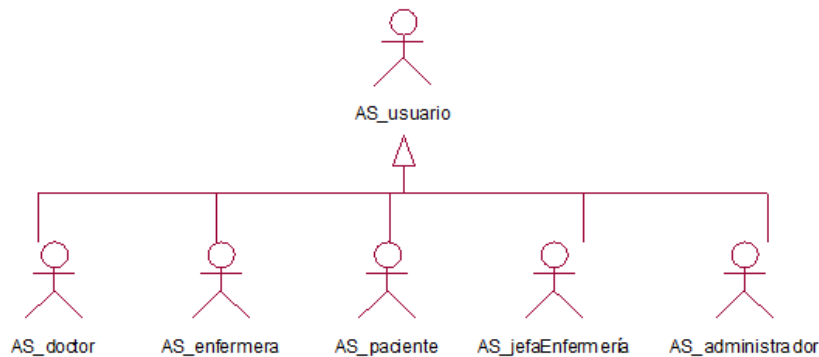 AS_usuario
AS_doctor
AS_enfermera
AS_paciente
AS_jefaEnfermería
AS_administrador